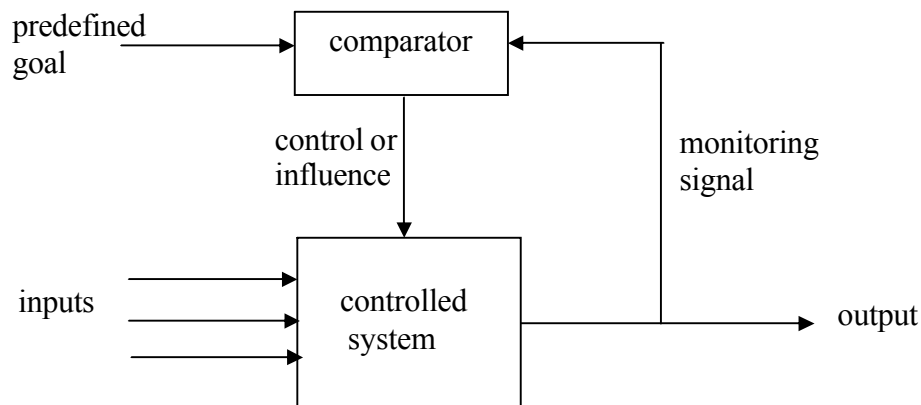 predefined
goal
comparator
control or
influence
monitoring
signal
inputs
controlled
system
output